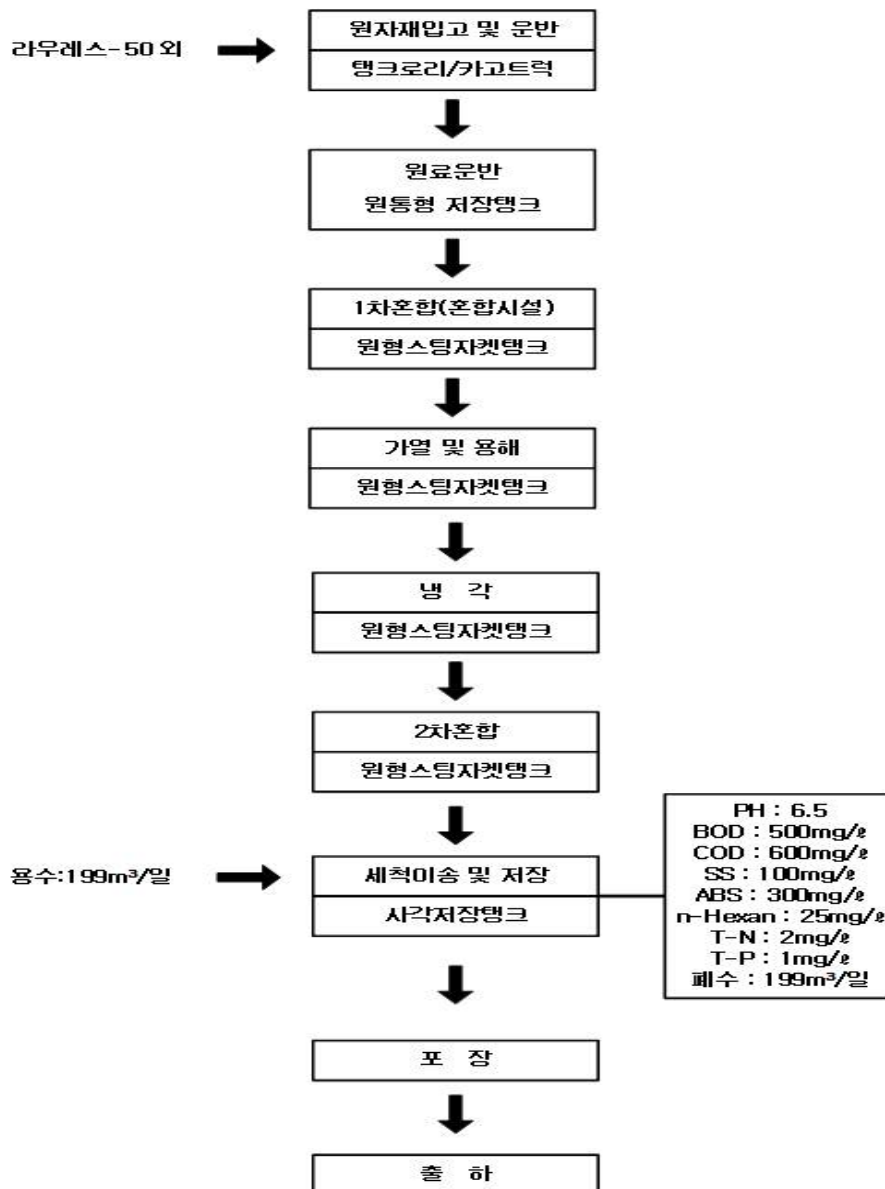 원자재입고 및 운반
라우레스-50 외
탱크로리/카고트럭
원료운반
원통형 저장탱크
1차혼합(혼합시설)
원형스팀자켓탱크
가열 및 용해
원형스팀자켓탱크
냉 각
원형스팀자켓탱크
2차혼합
원형스팀자켓탱크
용수:199m³/일
세척이송 및 저장
사각저장탱크
PH : 6.5
BOD : 500mg/ℓ
COD : 600mg/ℓ
SS : 100mg/ℓ
ABS : 300mg/ℓ
n-Hexan : 25mg/ℓ
T-N : 2mg/ℓ
T-P : 1mg/ℓ
폐수 : 199m³/일
포 장
출 하